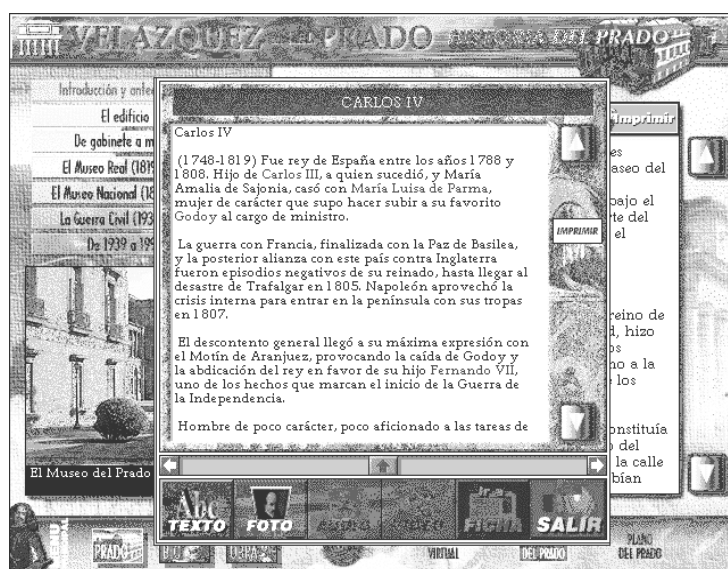 VELAZQUEZ EN EL PRADO HISTORIA DEL PRADO
Introducción y
El edificio
De gabinete a
El Museo Real
El Museo Nacional
La Guerra Civil
De 1939 a
El Museo del Prado
CARLOS IV
Carlos IV
(1748-1819) Fue rey de España entre los años 1788 y
1808. Hijo de Carlos III, a quien sucedió, y María
Amalia de Sajonia, casó con María Luisa de Parma,
mujer de carácter que supo hacer subir a su favorito
Godoy al cargo de ministro.
La guerra con Francia, finalizada con la Paz de Basilea,
y la posterior alianza con este país contra Inglaterra
fueron episodios negativos de su reinado, hasta llegar al
desastre de Trafalgar en 1805. Napoleón aprovechó la
crisis interna para entrar en la península con sus tropas
en 1807.
El descontento general llegó a su máxima expresión con
el Motín de Aranjuez, provocando la caída de Godoy y
la abdicación del rey en favor de su hijo Fernando VII,
uno de los hechos que marcan el inicio de la Guerra de
la Independencia.
Hombre de poco carácter, poco aficionado a las tareas de
IMPRIMIR
Imprimir
es
aseo del
bajo el
te del
el
reino de
d, hizo
os
no a la
los
onstituía
del
la calle
bían
Abc
TEXTO
FOTO
Ir a
FICHA
SALIR
PRADO
OBRAS
VIRTUAL
DEL PRADO
PLANO
DEL PRADO